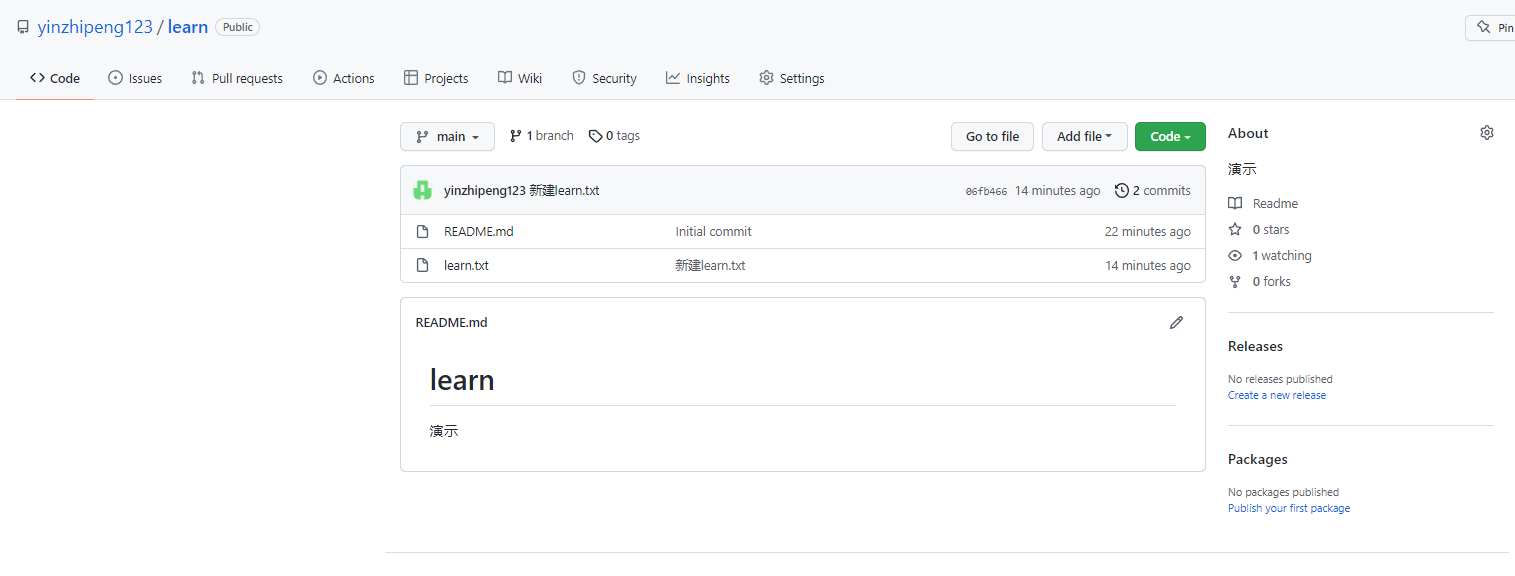 yinzhipeng123 / learn Public Pin
Code Issues Pull requests Actions Projects Wiki Security Insights Settings
main 1 branch 0 tags Go to file Add file Code
yinzhipeng123 新建learn.txt 06fb466 14 minutes ago 2 commits
README.md Initial commit 22 minutes ago
learn.txt 新建learn.txt 14 minutes ago
README.md
learn
演示
About
演示
Readme
0 stars
1 watching
0 forks
Releases
No releases published
Create a new release
Packages
No packages published
Publish your first package